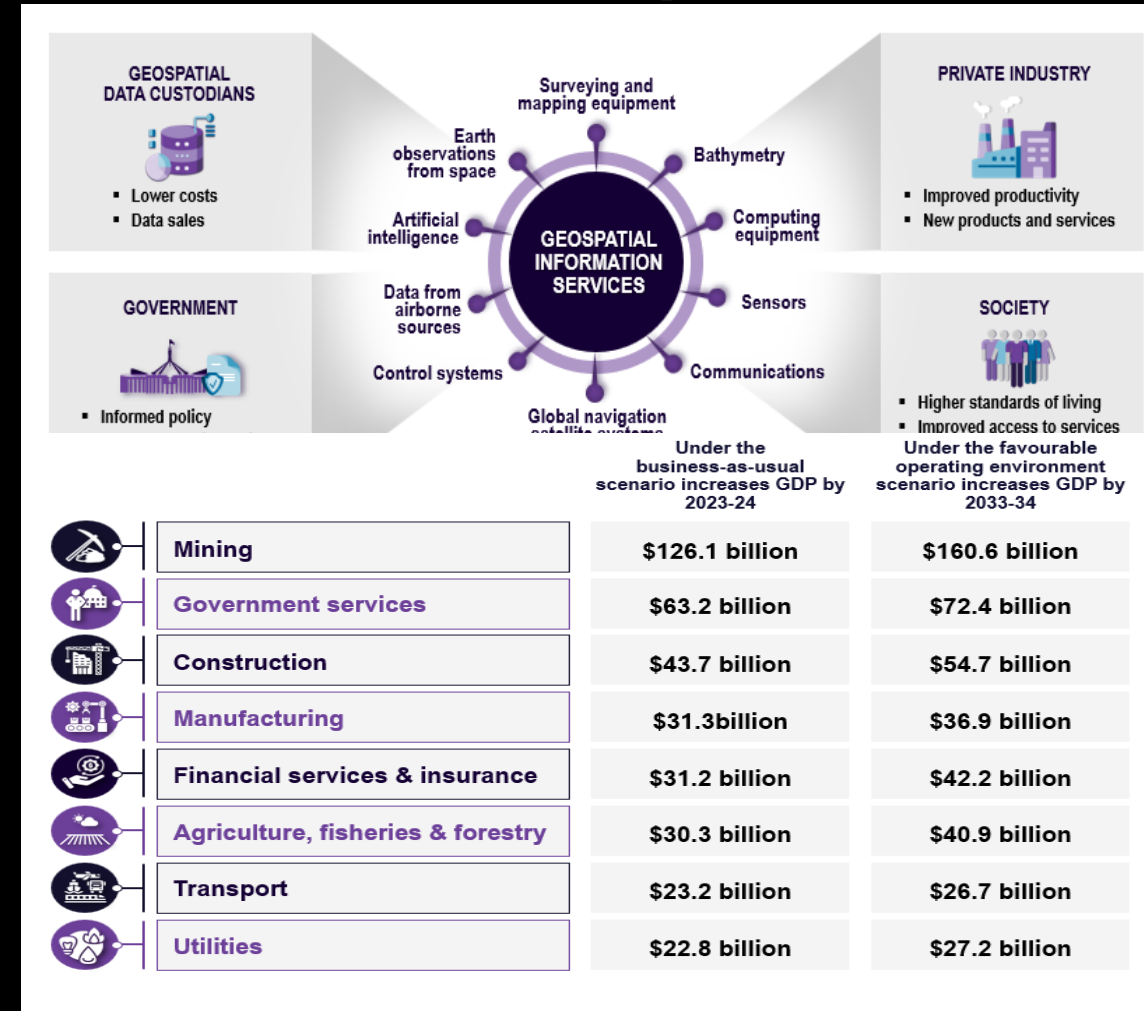 GEOSPATIAL
DATA CUSTODIANS
▪ Lower costs
▪ Data sales
GOVERNMENT
▪ Informed policy
Surveying and
mapping equipment
Earth
observations
from space
Bathymetry
Artificial
intelligence
Computing
equipment
GEOSPATIAL
INFORMATION
SERVICES
Data from
airborne
sources
Sensors
Control systems
Communications
Global navigation
satellite systems
PRIVATE INDUSTRY
▪ Improved productivity
▪ New products and services
SOCIETY
▪ Higher standards of living
▪ Improved access to services
Under the
business-as-usual
scenario increases GDP by
2023-24
Under the favourable
operating environment
scenario increases GDP by
2033-34
Mining $126.1 billion $160.6 billion
Government services $63.2 billion $72.4 billion
Construction $43.7 billion $54.7 billion
Manufacturing $31.3billion $36.9 billion
Financial services & insurance $31.2 billion $42.2 billion
Agriculture, fisheries & forestry $30.3 billion $40.9 billion
Transport $23.2 billion $26.7 billion
Utilities $22.8 billion $27.2 billion